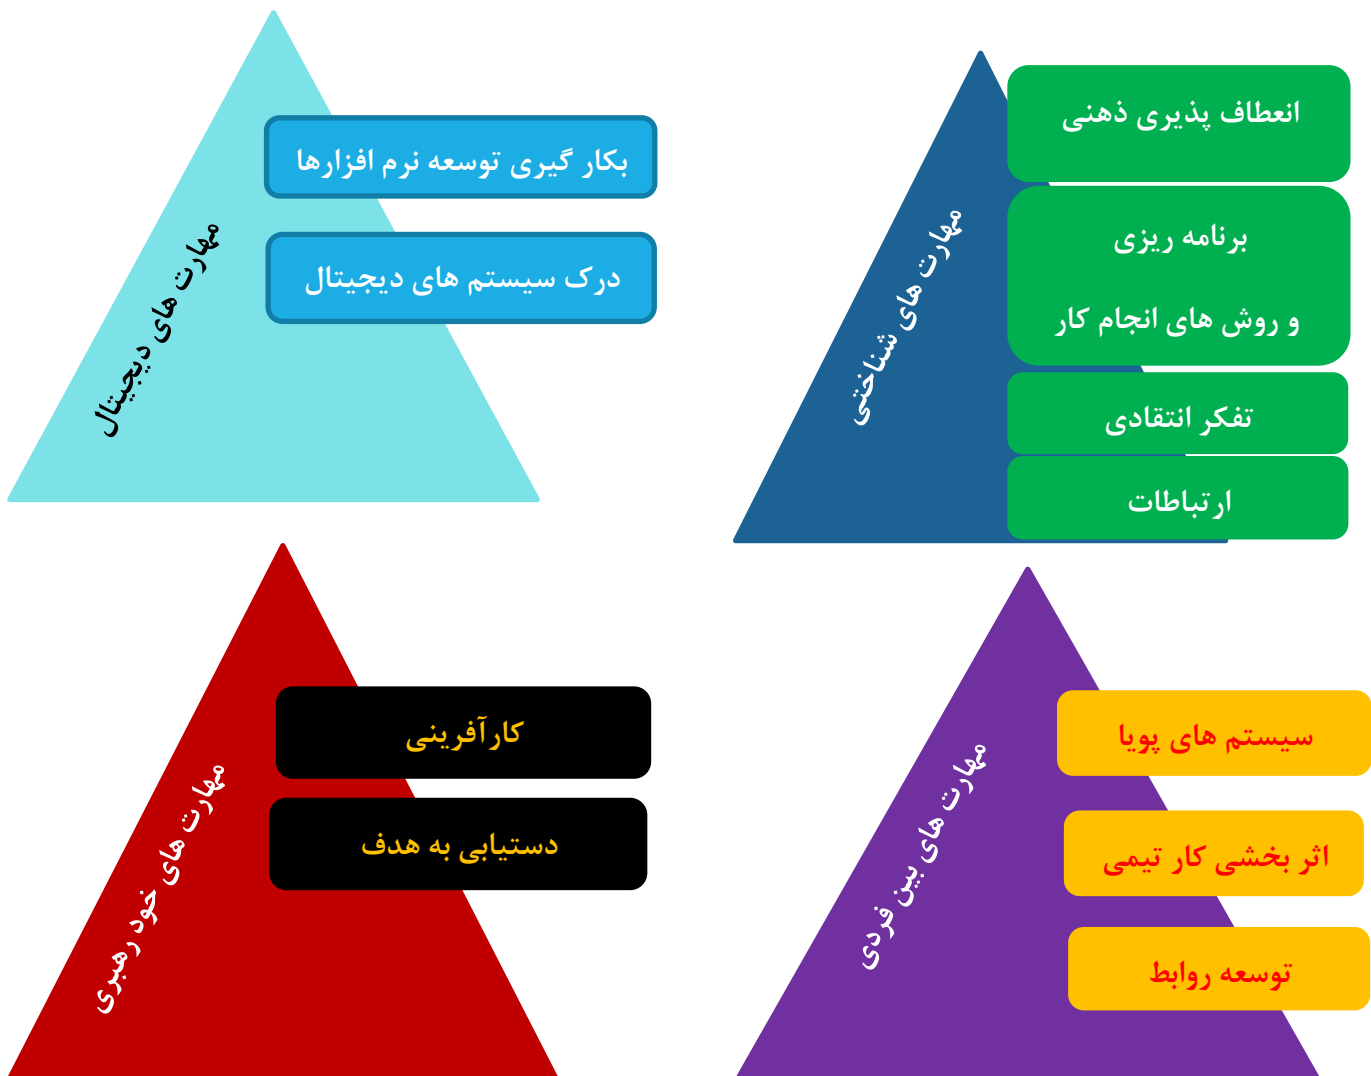 مهارت های شناختی
انعطاف پذیری ذهنی
برنامه ریزی
و روش های انجام کار
تفکر انتقادی
ارتباطات
مهارت های دیجیتال
بکار گیری توسعه نرم افزارها
درک سیستم های دیجیتال
مهارت های بین فردی
سیستم های پویا
اثر بخشی کار تیمی
توسعه روابط
مهارت های خود رهبری
کارآفرینی
دستیابی به هدف